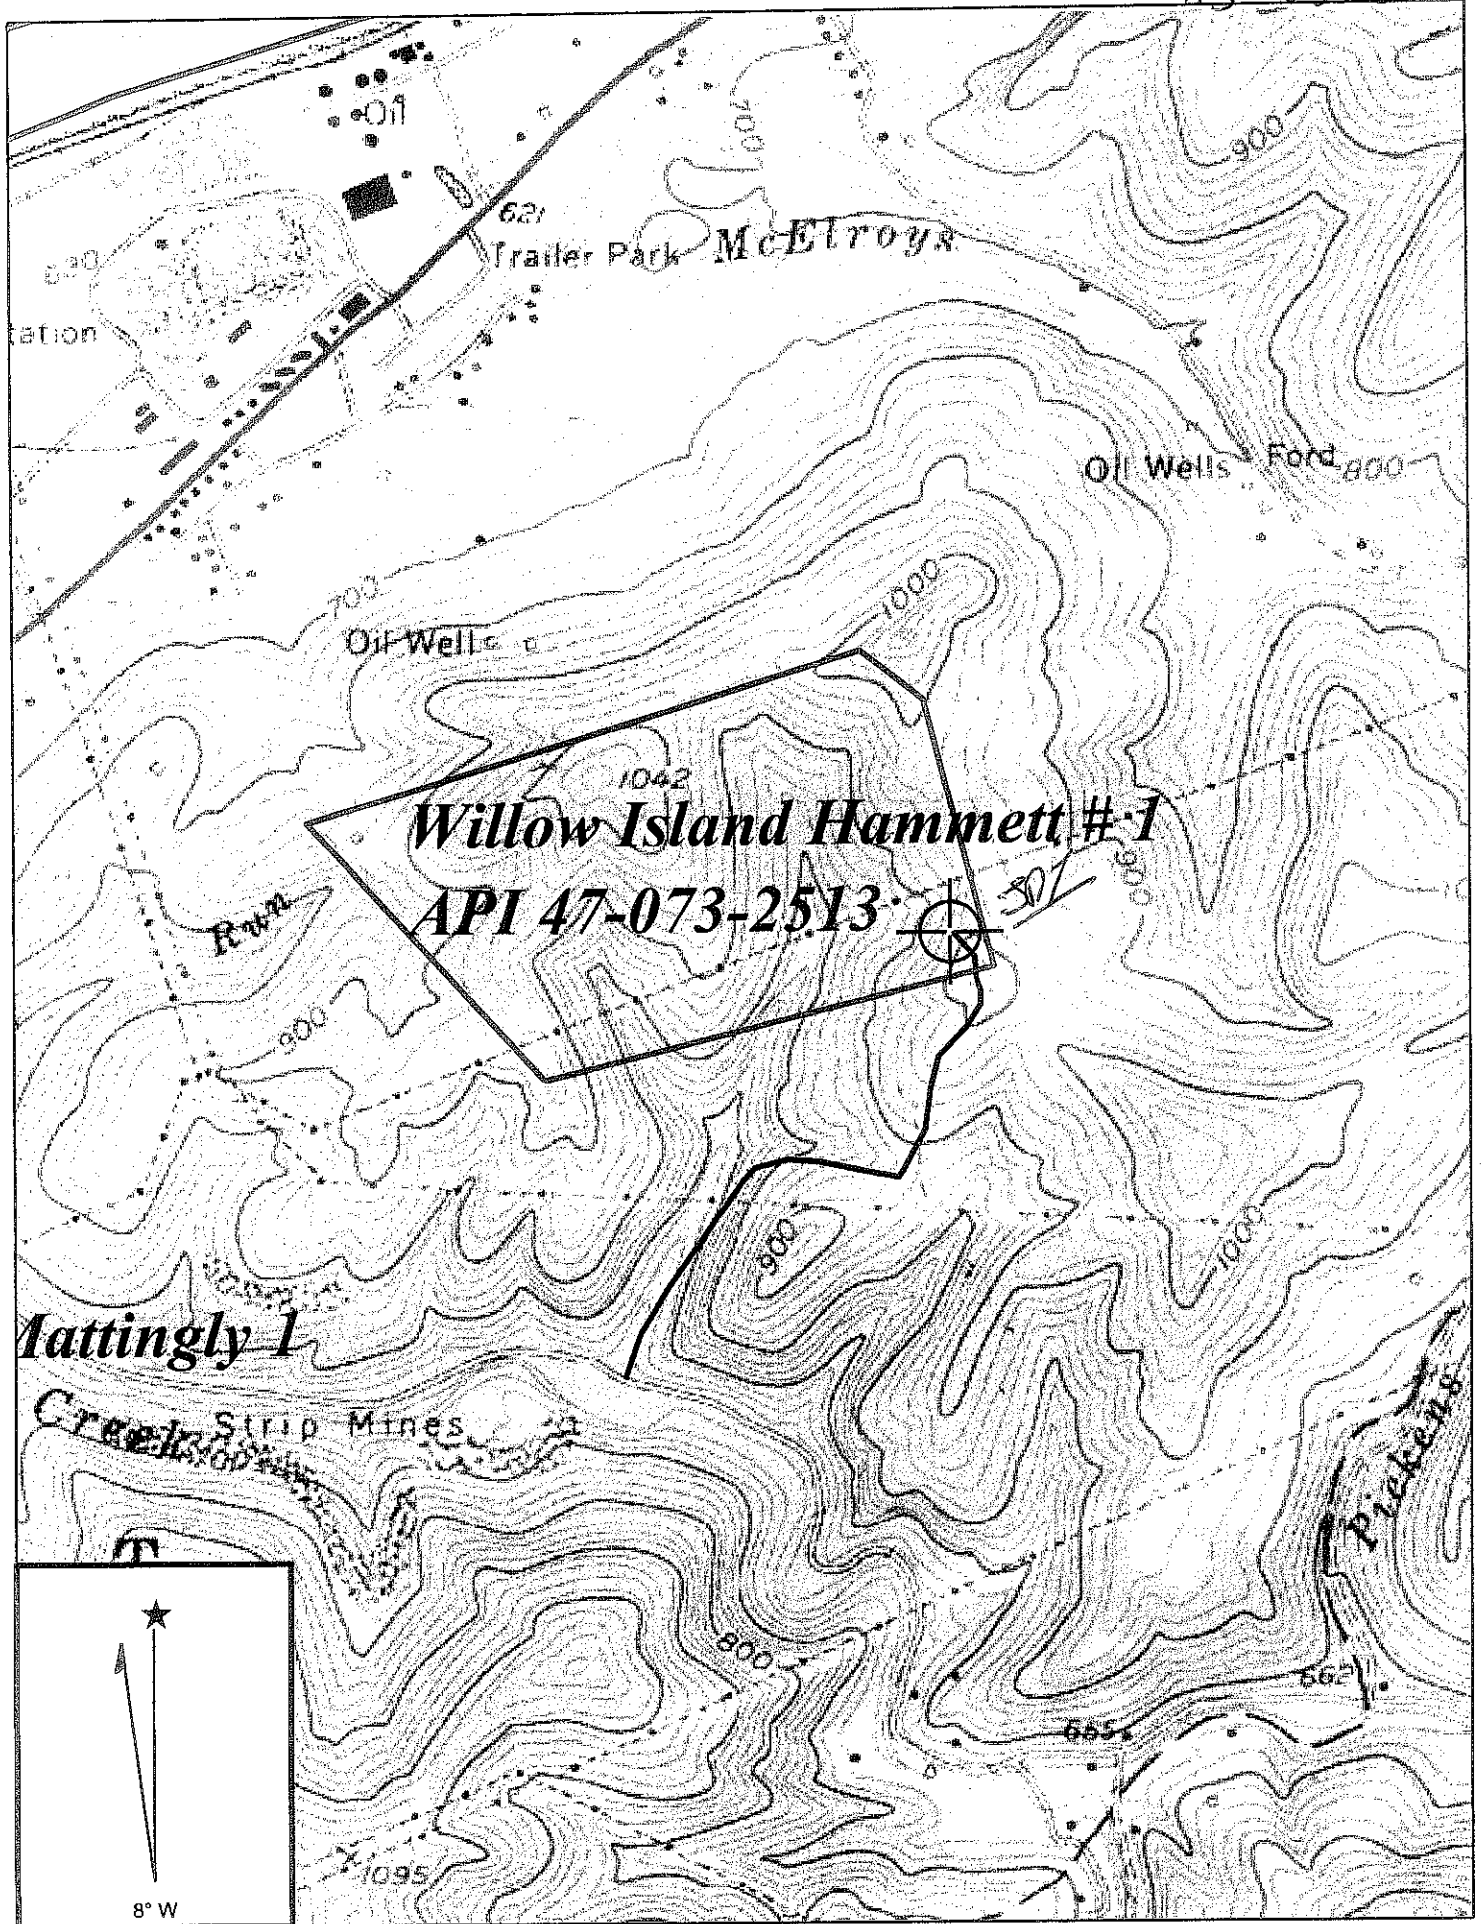 Oil
900
700
621
Trailer Park
McElroys
tation
Oil Wells
Ford
800
1000
700
Oil Well
1042
Willow Island Hammett # 1
API 47-073-2513
Run
900
900
900
1000
Mattingly 1
Creek
Strip Mines
Pickens
T
800
662
665
1095
8° W